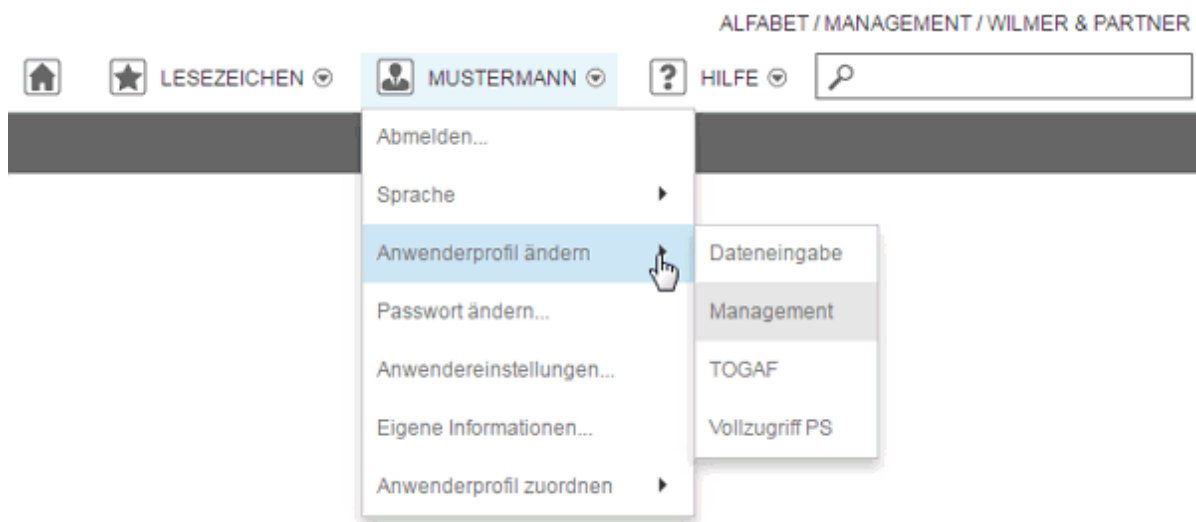 ALFABET / MANAGEMENT / WILMER & PARTNER
LESEZEICHEN MUSTERMANN ? HILFE
Abmelden...
Sprache
Anwenderprofil ändern Dateneingabe
Passwort ändern... Management
Anwendereinstellungen... TOGAF
Eigene Informationen... Vollzugriff PS
Anwenderprofil zuordnen